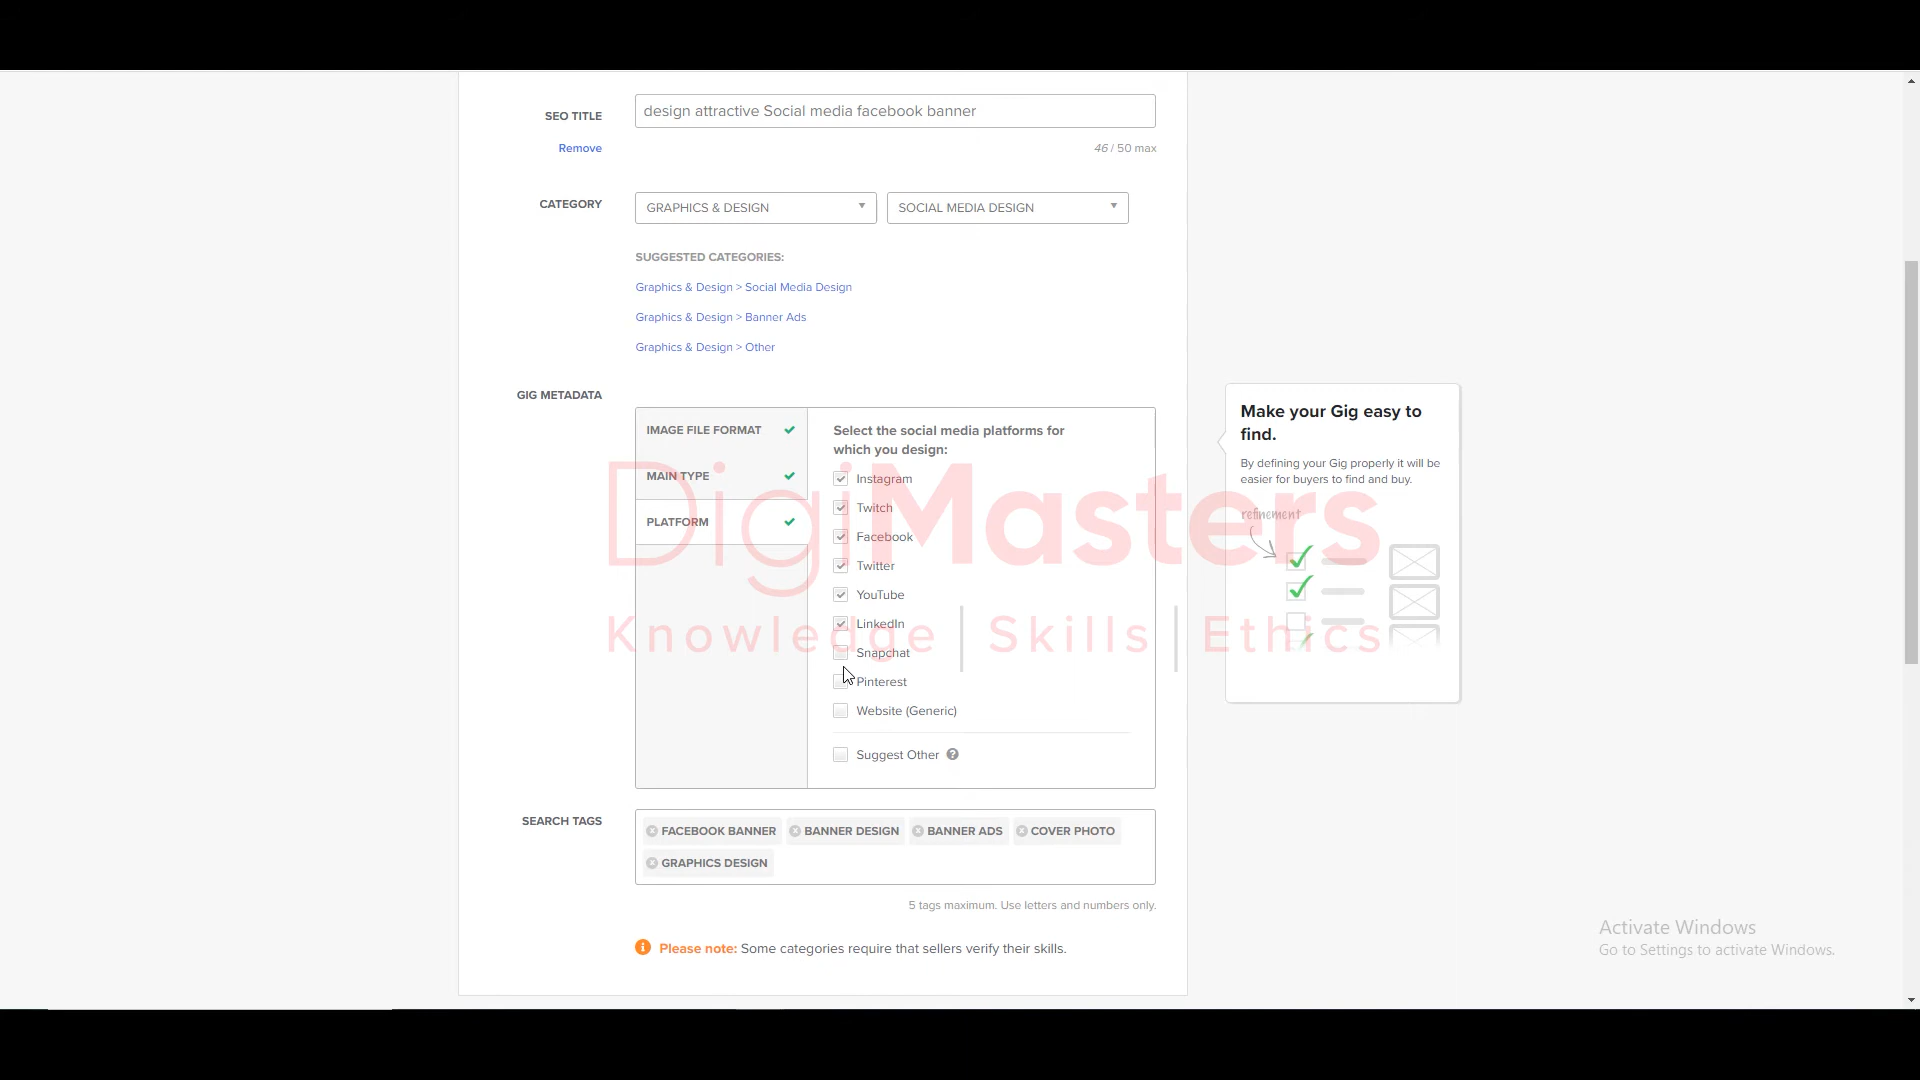 SEO TITLE
design attractive Social media facebook banner
Remove
46 / 50 max
CATEGORY
GRAPHICS & DESIGN
SOCIAL MEDIA DESIGN
SUGGESTED CATEGORIES:
Graphics & Design > Social Media Design
Graphics & Design > Banner Ads
Graphics & Design > Other
GIG METADATA
IMAGE FILE FORMAT
MAIN TYPE
PLATFORM
Select the social media platforms for
which you design:
Instagram
Twitch
Facebook
Twitter
YouTube
LinkedIn
Snapchat
Pinterest
Website (Generic)
Suggest Other
Make your Gig easy to
find.
By defining your Gig properly it will be
easier for buyers to find and buy.
refinement
DigiMasters
Knowledge | Skills | Ethics
SEARCH TAGS
FACEBOOK BANNER
BANNER DESIGN
BANNER ADS
COVER PHOTO
GRAPHICS DESIGN
5 tags maximum. Use letters and numbers only.
Please note: Some categories require that sellers verify their skills.
Activate Windows
Go to Settings to activate Windows.